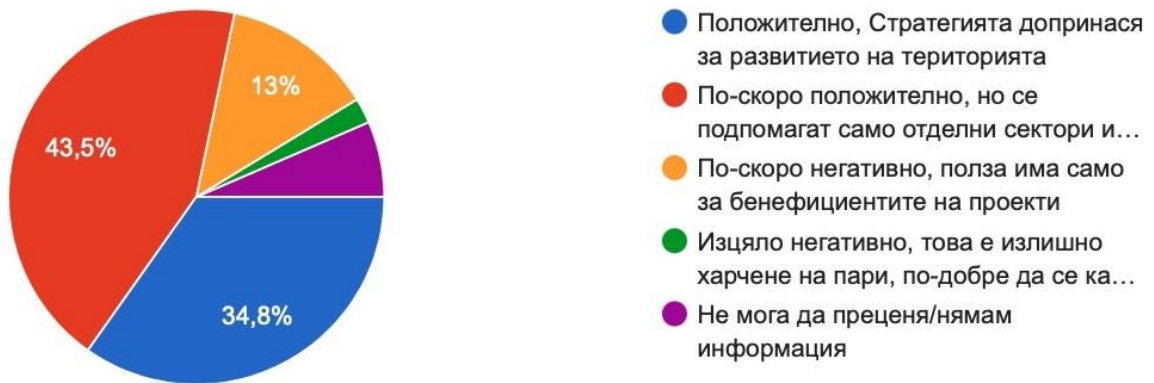 13%
43,5%
34,8%
Положително, Стратегията допринася
за развитието на територията
По-скоро положително, но се
подпомагат само отделни сектори и…
По-скоро негативно, полза има само
за бенефициентите на проекти
Изцяло негативно, това е излишно
харчене на пари, по-добре да се ка…
Не мога да преценя/нямам
информация